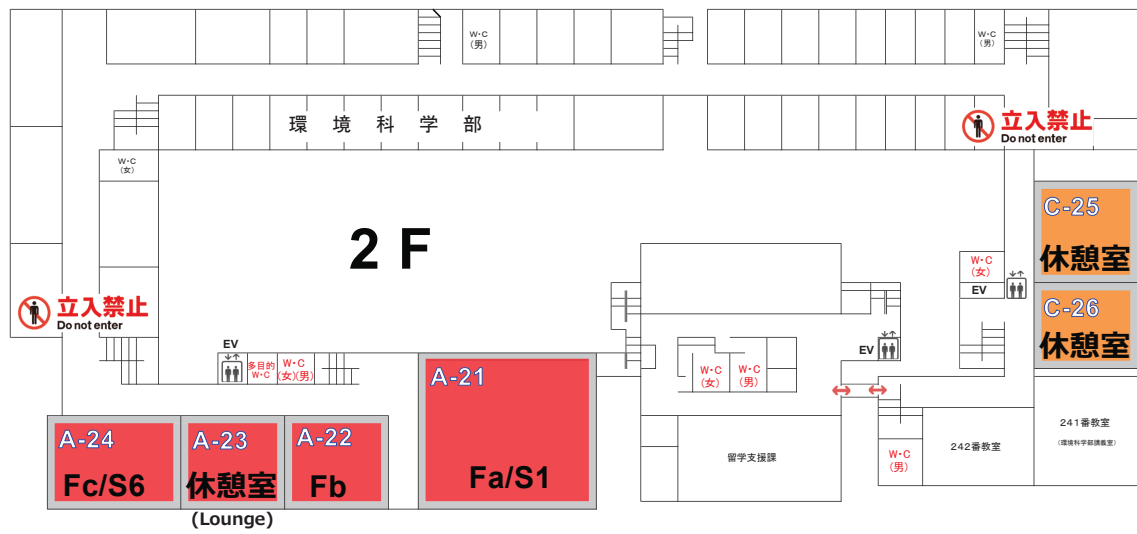 W・C
(男)
W・C
(男)
環境科学部
立入禁止
Do not enter
W・C
(女)
C-25
休憩室
2 F
W・C
(女)
EV
C-26
休憩室
立入禁止
Do not enter
EV
EV
多目的
W・C
W・C
(女)(男)
A-21
Fa/S1
W・C
(女)
W・C
(男)
A-24
Fc/S6
A-23
休憩室
(Lounge)
A-22
Fb
留学支援課
W・C
(男)
242番教室
241番教室
(環境科学部講義室)